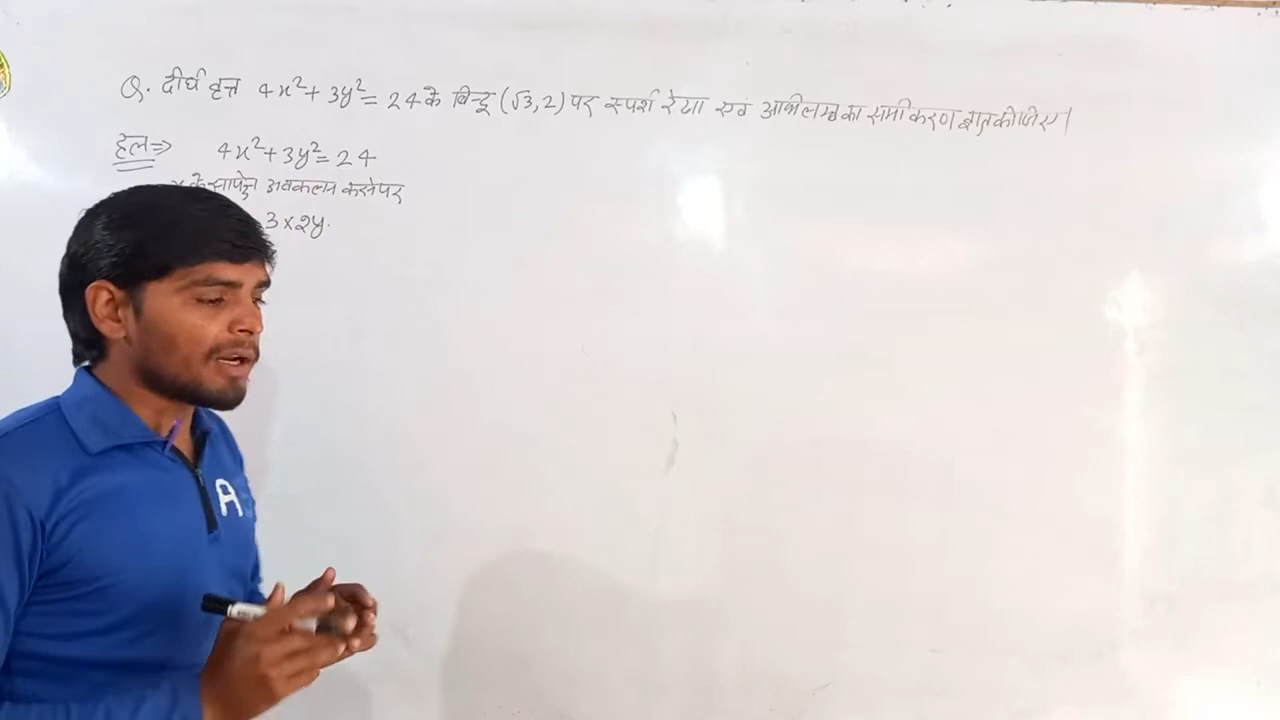 Q. दीर्घ वृत्त 4x²+3y²=24 के बिन्दु (√3,2) पर स्पर्श रेखा एवं अभिलम्ब का समीकरण ज्ञात कीजिए।
हल⇒ 4x²+3y²=24
के सापेक्ष अवकलन करने पर
3×2y.
A